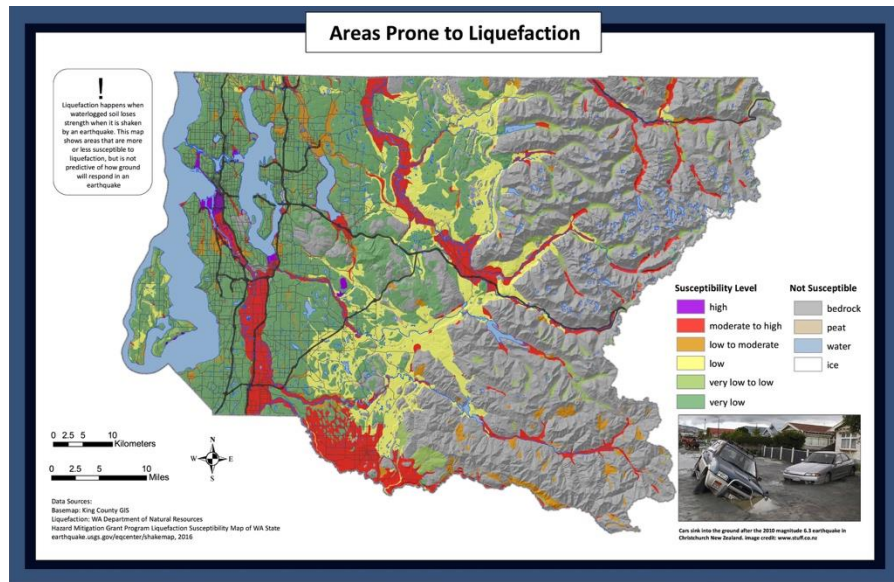 Areas Prone to Liquefaction
!
Liquefaction happens when
waterlogged soil loses
strength when it is shaken
by an earthquake. This map
shows areas that are more
or less susceptible to
liquefaction, but is not
predictive of how ground
will respond in an
earthquake
Susceptibility Level
high
moderate to high
low to moderate
low
very low to low
very low
Not Susceptible
bedrock
peat
water
ice
0 2.5 5 10
Kilometers
0 2.5 5 10
Miles
N
W E
S
Data Sources:
Basemap: King County GIS
Liquefaction: WA Department of Natural Resources
Hazard Mitigation Grant Program Liquefaction Susceptibility Map of WA State
earthquake.usgs.gov/eqcenter/shakemap, 2016
Cars sink into the ground after the 2010 magnitude 6.3 earthquake in
Christchurch New Zealand. image credit: www.stuff.co.nz